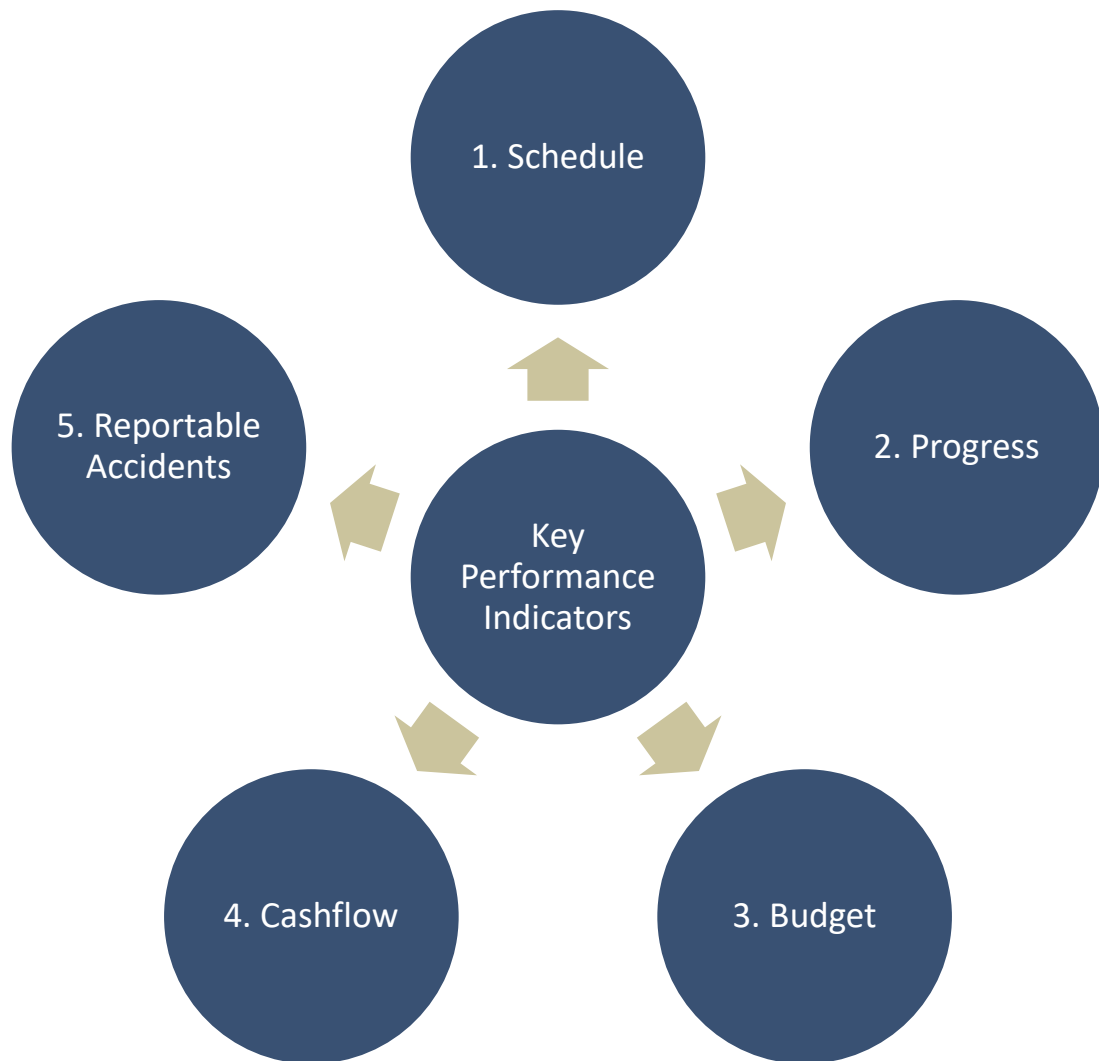 1. Schedule
2. Progress
3. Budget
4. Cashflow
5. Reportable
Accidents
Key
Performance
Indicators